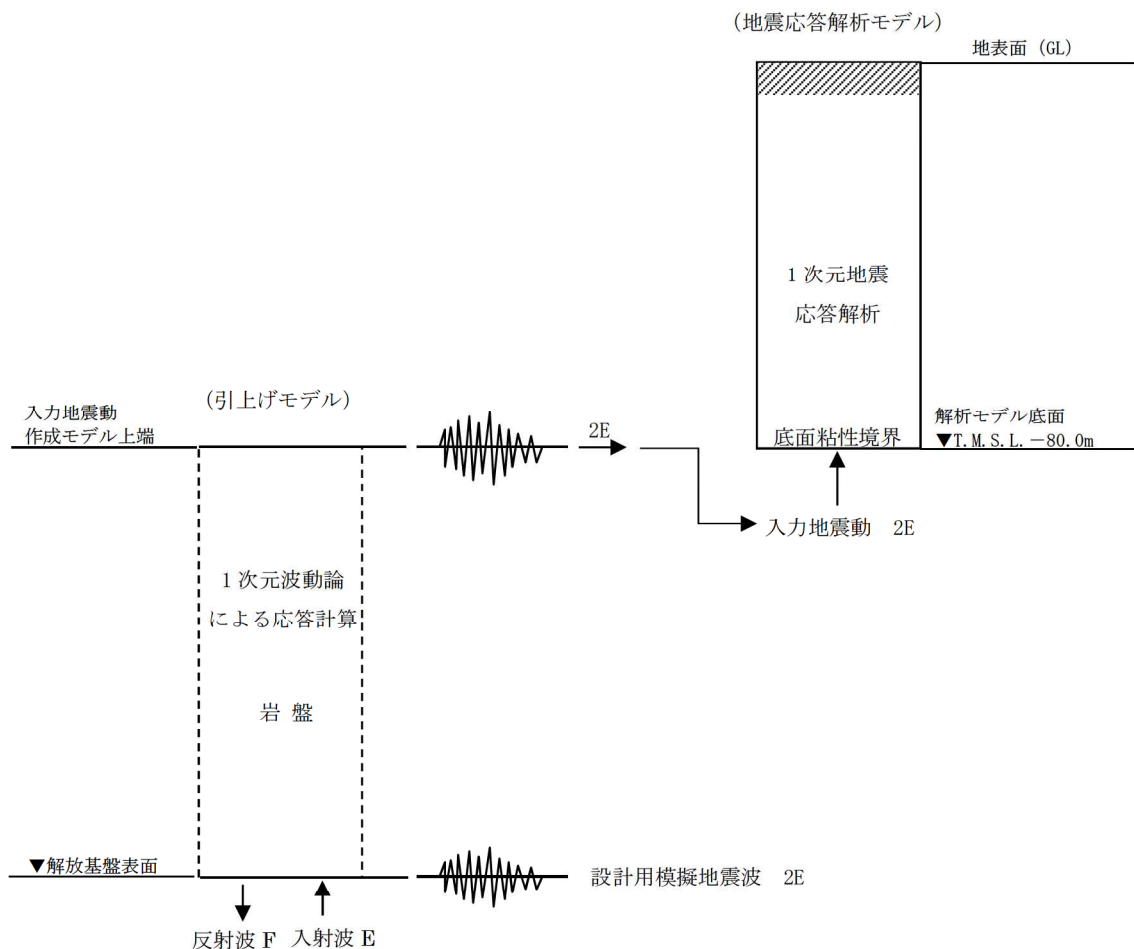 (地震応答解析モデル)
地表面 (GL)
1次元地震
応答解析
(引上げモデル)
入力地震動
作成モデル上端
2E
底面粘性境界
解析モデル底面
▼T.M.S.L.－80.0m
入力地震動 2E
1次元波動論
による応答計算
岩 盤
▼解放基盤表面
設計用模擬地震波 2E
反射波 F 入射波 E